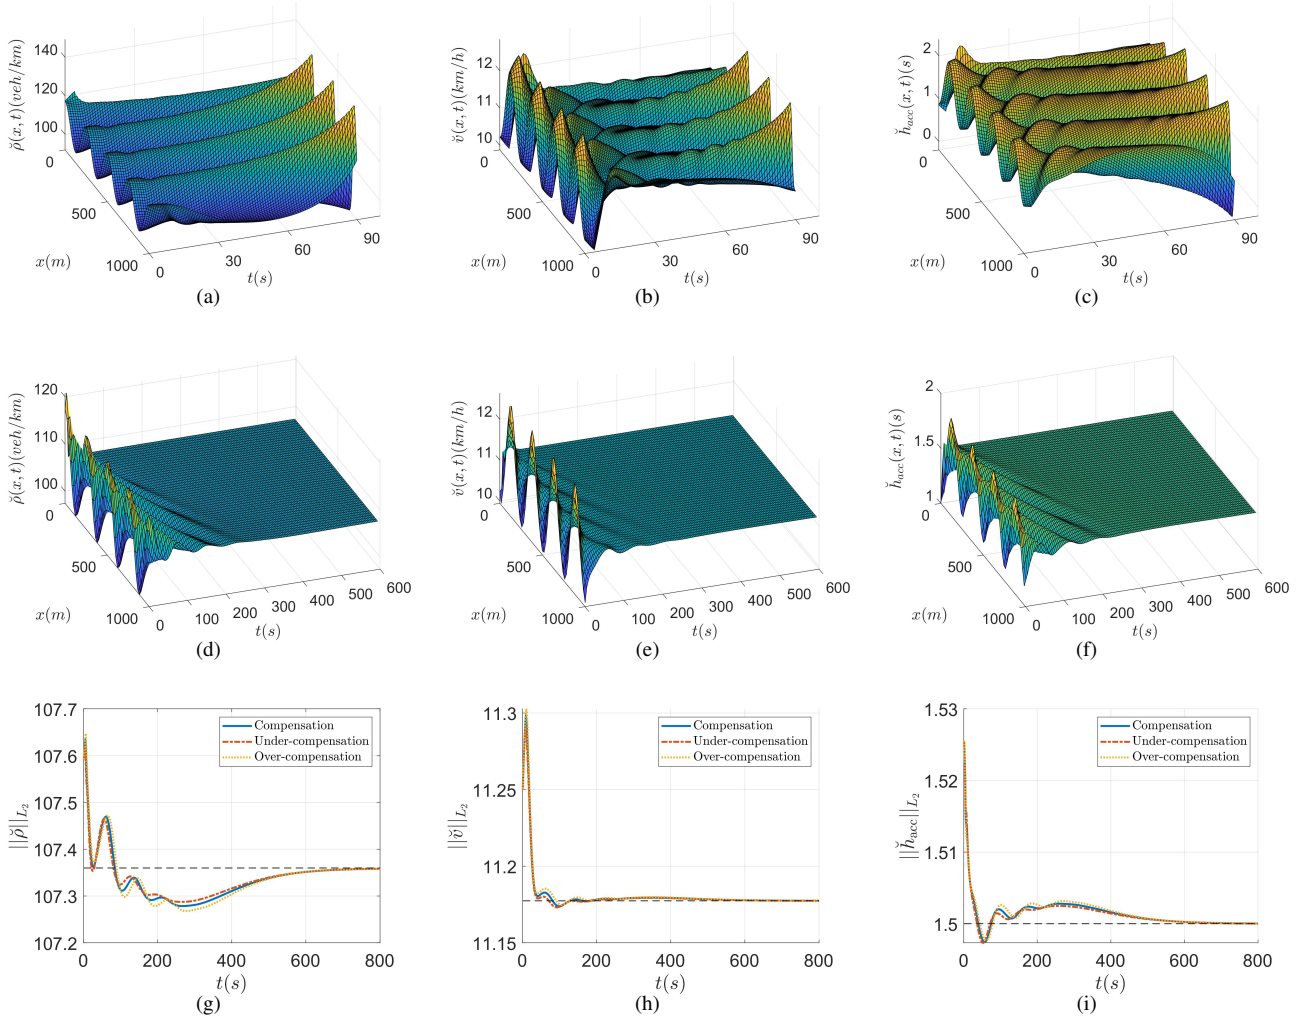 140
120
100
0
500
1000
ρ̆(x, t)(veh/km)
x(m)
0
30
60
90
t(s)
(a)
12
11
10
0
500
1000
v̆(x, t)(km/h)
x(m)
0
30
60
90
t(s)
(b)
2
1
0
0
500
1000
h̆acc(x, t)(s)
x(m)
0
30
60
90
t(s)
(c)
120
110
100
0
500
1000
ρ̆(x, t)(veh/km)
x(m)
0
100
200
300
400
500
600
t(s)
(d)
12
11
10
0
500
1000
v̆(x, t)(km/h)
x(m)
0
100
200
300
400
500
600
t(s)
(e)
2
1.5
1
0
500
1000
h̆acc(x, t)(s)
x(m)
0
100
200
300
400
500
600
t(s)
(f)
107.7
107.6
107.5
107.4
107.3
107.2
||ρ̆||L2
Compensation
Under-compensation
Over-compensation
0 200 400 600 800
t(s)
(g)
11.3
11.25
11.2
11.15
||v̆||L2
Compensation
Under-compensation
Over-compensation
0 200 400 600 800
t(s)
(h)
1.53
1.52
1.51
1.5
||h̆acc||L2
Compensation
Under-compensation
Over-compensation
0 200 400 600 800
t(s)
(i)